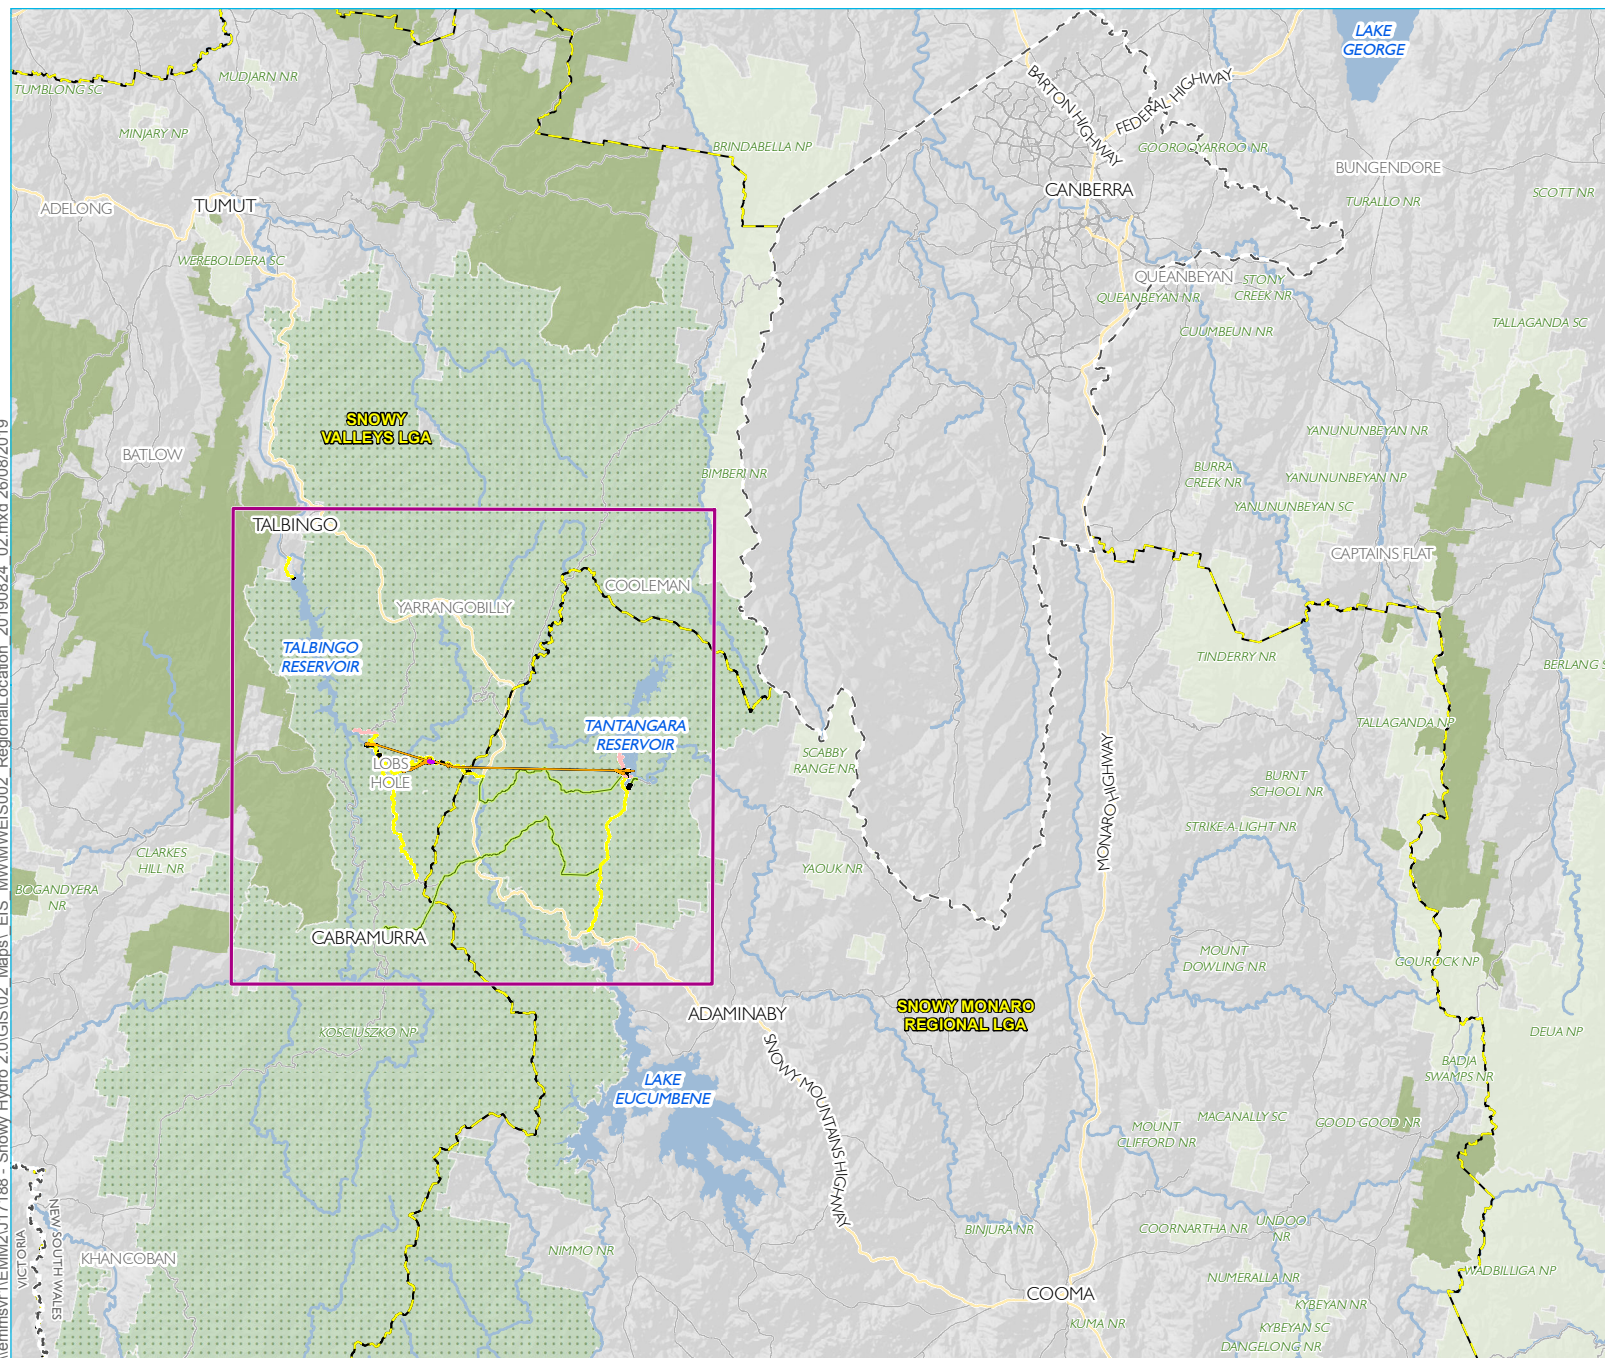 LAKE
GEORGE
MUDJARN NR
TUMBLONG SC
BARTON HIGHWAY
FEDERAL HIGHWAY
MINJARY NP
BRINDABELLA NP
GOOROOYARROO NR
BUNGENDORE
CANBERRA
SCOTT NR
TURALLO NR
ADELONG
TUMUT
WEREBOLDERA SC
QUEANBEYAN
STONY
CREEK NR
QUEANBEYAN NR
CUUMBEUN NR
TALLAGANDA SC
SNOWY
VALLEYS LGA
YANUNUNBEYAN NR
BATLOW
BIMBERI NR
BURRA
CREEK NR
YANUNUNBEYAN NP
YANUNUNBEYAN SC
TALBINGO
CAPTAINS FLAT
COOLEMAN
YARRANGOBILLY
TALBINGO
RESERVOIR
TINDERRY NR
BERLANG S
TANTANGARA
RESERVOIR
TALLAGANDA NP
SCABBY
RANGE NR
LOBS
HOLE
MONARO HIGHWAY
BURNT
SCHOOL NR
STRIKE-A-LIGHT NR
CLARKES
HILL NR
YAOUK NR
BOGANDYERA
NR
CABRAMURRA
MOUNT
DOWLING NR
GOUROCK NP
ADAMINABY
SNOWY MONARO
REGIONAL LGA
KOSCIUSZKO NP
DEUA NP
SNOWY MOUNTAINS HIGHWAY
BADJA
SWAMPS NR
LAKE
EUCUMBENE
MACANALLY SC
GOOD GOOD NR
MOUNT
CLIFFORD NR
VICTORIA
NEW SOUTH WALES
BINJURA NR
COORNARTHA NR
UNDOO
NR
KHANCOBAN
NIMMO NR
WADBILLIGA NP
NUMERALLA NR
COOMA
KYBEYAN NR
KUMA NR
KYBEYAN SC
DANGELONG NR